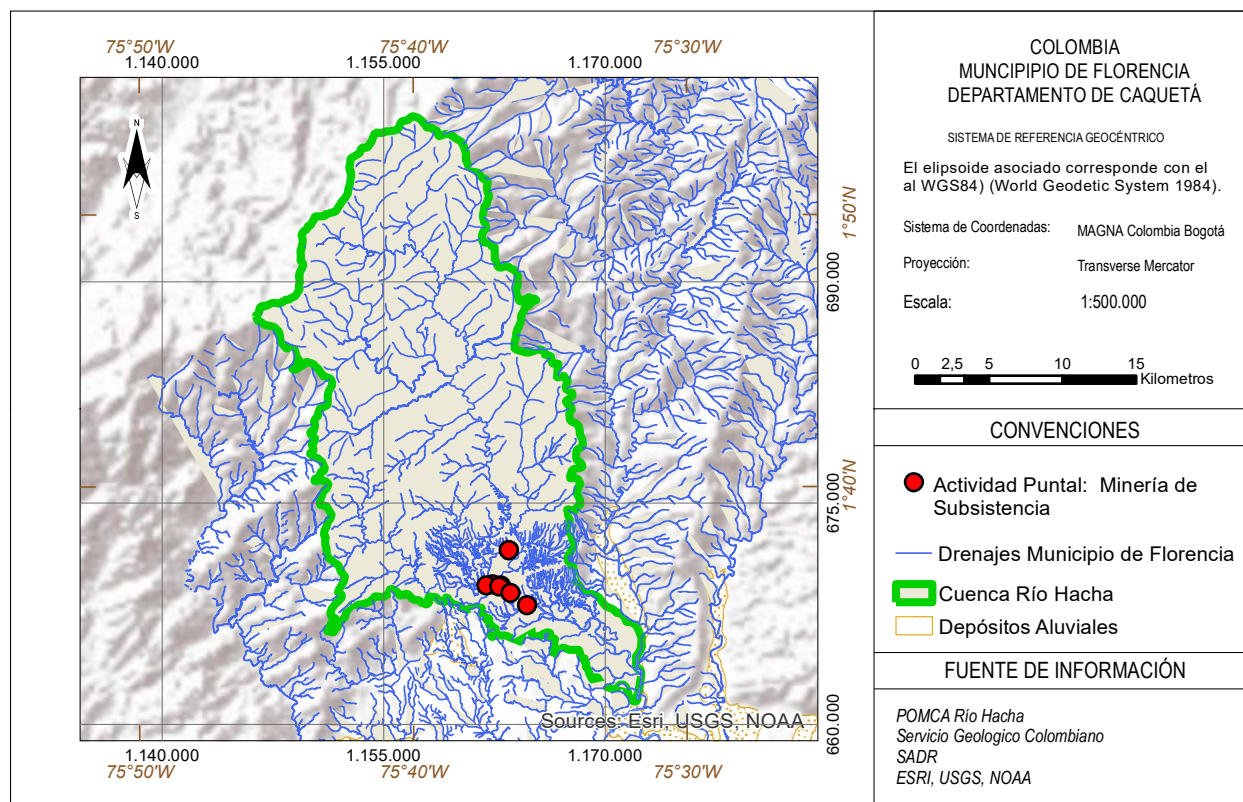 75°50'W 75°40'W 75°30'W
1.140.000 1.155.000 1.170.000
N
S
1°50'N
690.000
1°40'N
675.000
660.000
Sources: Esri, USGS, NOAA
1.140.000 1.155.000 1.170.000
75°50'W 75°40'W 75°30'W
COLOMBIA
MUNCIPIPIO DE FLORENCIA
DEPARTAMENTO DE CAQUETÁ
SISTEMA DE REFERENCIA GEOCÉNTRICO
El elipsoide asociado corresponde con el
al WGS84) (World Geodetic System 1984).
Sistema de Coordenadas: MAGNA Colombia Bogotá
Proyección: Transverse Mercator
Escala: 1:500.000
0 2,5 5 10 15
Kilometros
CONVENCIONES
Actividad Puntal: Minería de
Subsistencia
Drenajes Municipio de Florencia
Cuenca Río Hacha
Depósitos Aluviales
FUENTE DE INFORMACIÓN
POMCA Río Hacha
Servicio Geologico Colombiano
SADR
ESRI, USGS, NOAA